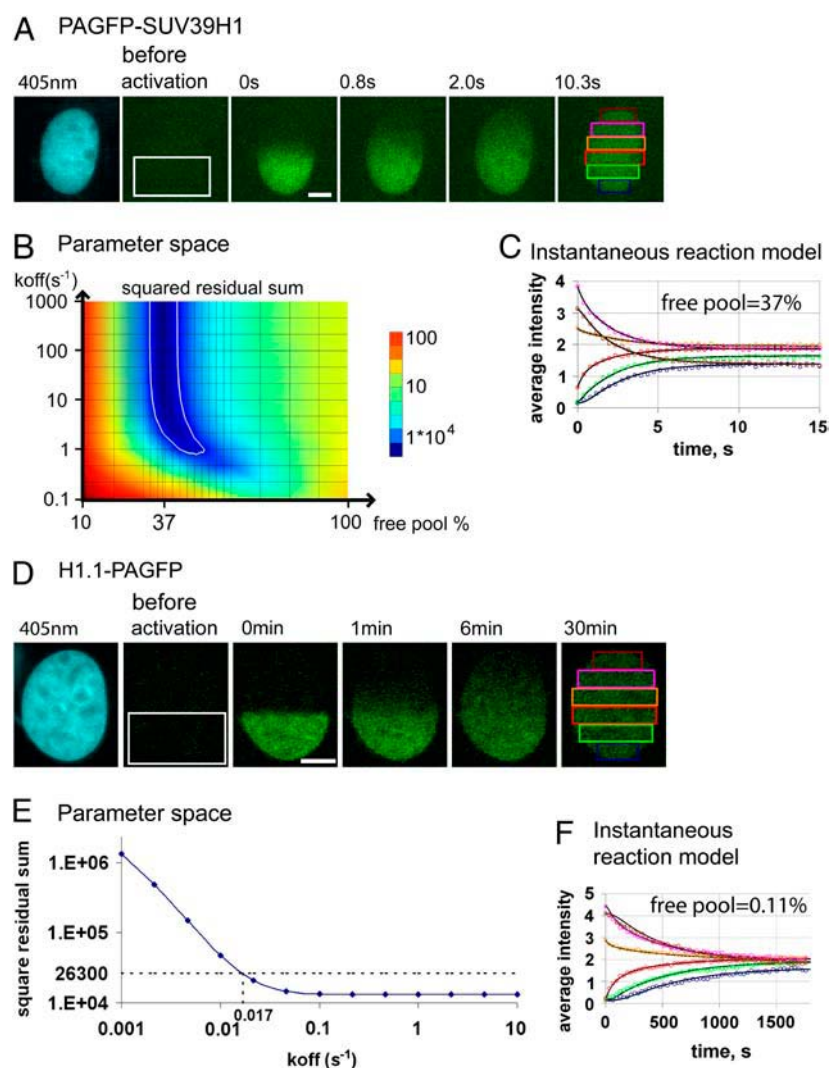 A PAGFP-SUV39H1
before
activation
405nm 0s 0.8s 2.0s 10.3s
B Parameter space
koff(s⁻¹)
squared residual sum
1000
100
10
1
0.1
10 37 100 free pool %
100
10
1*10⁴
C Instantaneous reaction model
free pool=37%
average intensity
4
3
2
1
0
0 5 10 15
time, s
D H1.1-PAGFP
before
activation
405nm 0min 1min 6min 30min
E Parameter space
square residual sum
1.E+06
1.E+05
26300
1.E+04
0.017
0.001 0.01 0.1 1 10
koff (s⁻¹)
F Instantaneous
reaction model
free pool=0.11%
average intensity
5
4
3
2
1
0
0 500 1000 1500
time, s